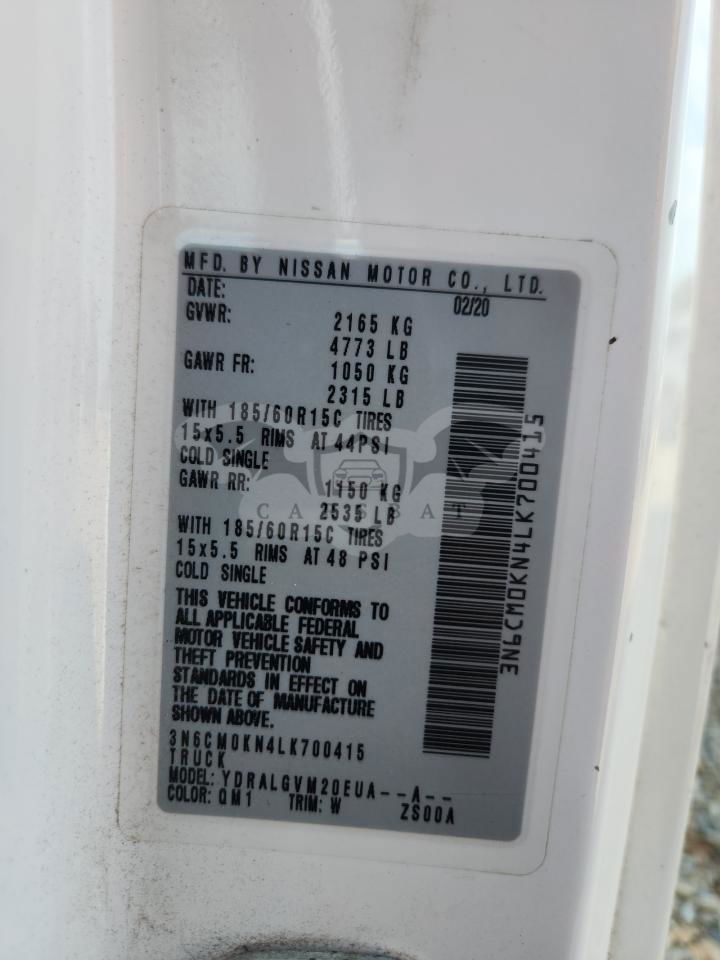 MFD. BY NISSAN MOTOR CO., LTD.
DATE: 02/20
GVWR: 2165 KG
4773 LB
GAWR FR: 1050 KG
2315 LB
WITH 185/60R15C TIRES
15x5.5 RIMS AT 44PSI
COLD SINGLE
GAWR RR: 1150 KG
2535 LB
WITH 185/60R15C TIRES
15x5.5 RIMS AT 48 PSI
COLD SINGLE
THIS VEHICLE CONFORMS TO
ALL APPLICABLE FEDERAL
MOTOR VEHICLE SAFETY AND
THEFT PREVENTION
STANDARDS IN EFFECT ON
THE DATE OF MANUFACTURE
SHOWN ABOVE.
3N6CM0KN4LK700415
TRUCK
MODEL: YDRALGVM20EUA--A--
COLOR: QM1 TRIM: W ZS00A
3N6CM0KN4LK700415